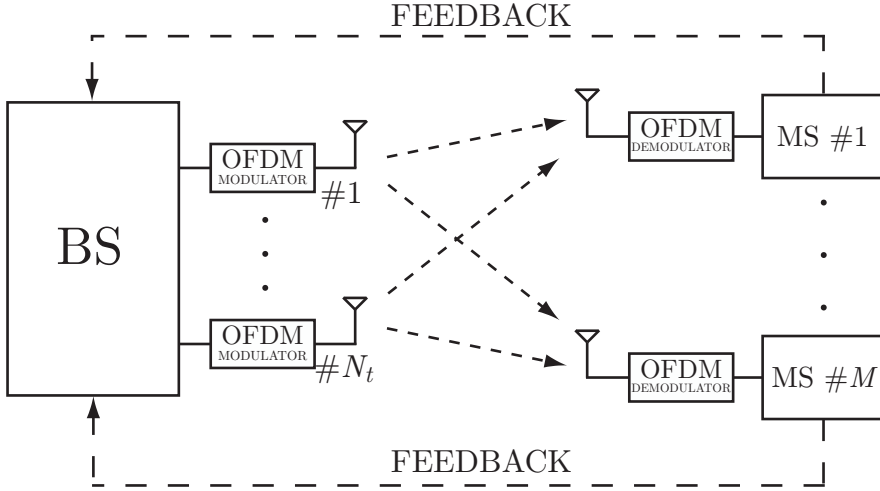 FEEDBACK
BS
OFDM
MODULATOR
#1
OFDM
MODULATOR
#N_t
OFDM
DEMODULATOR
MS #1
OFDM
DEMODULATOR
MS #M
FEEDBACK